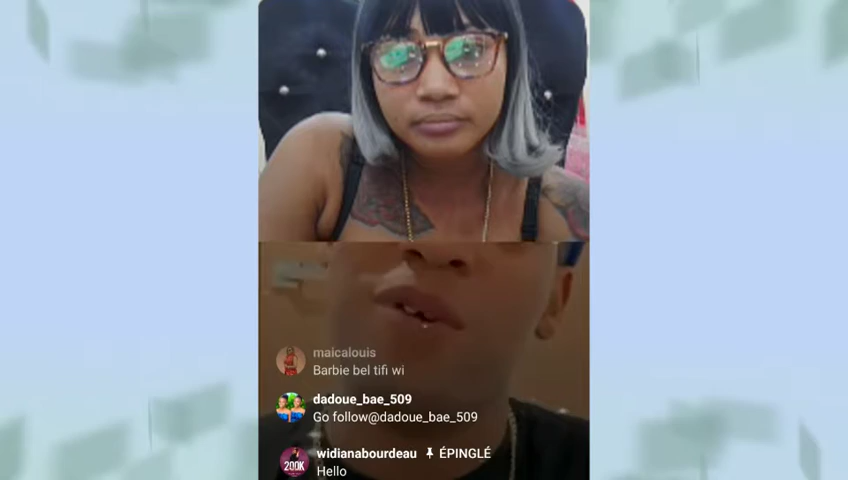 maicalouis
Barbie bel tifi wi
dadoue_bae_509
Go follow@dadoue_bae_509
200K
widianabourdeau ÉPINGLÉ
Hello